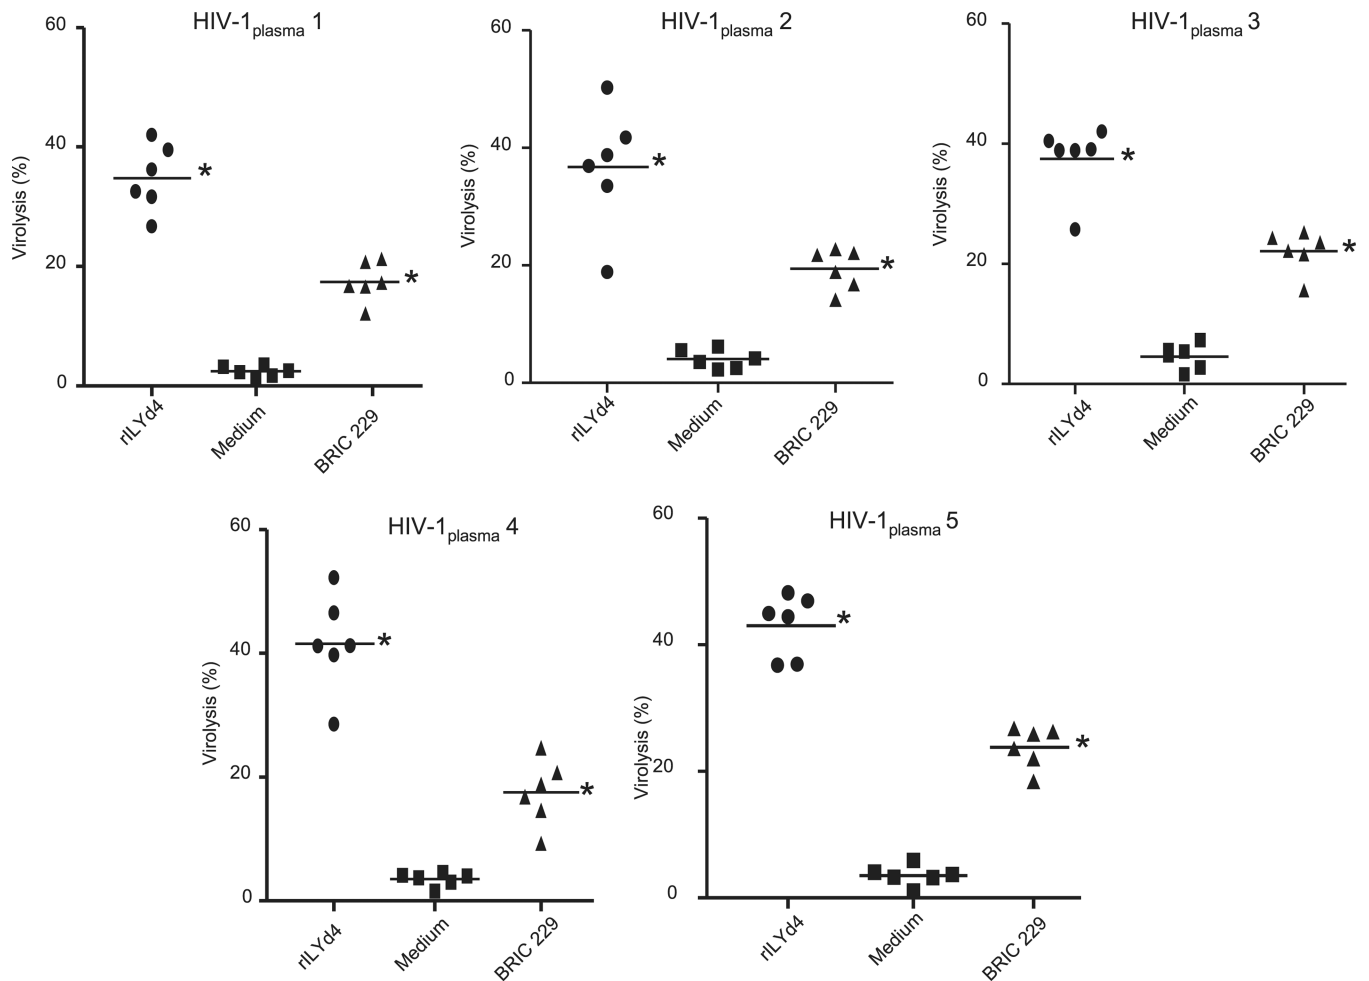 HIV-1plasma 1
60
40
20
0
Virolysis (%)
*
*
rILYd4
Medium
BRIC 229
HIV-1plasma 2
60
40
20
0
Virolysis (%)
*
*
rILYd4
Medium
BRIC 229
HIV-1plasma 3
60
40
20
0
Virolysis (%)
*
*
rILYd4
Medium
BRIC 229
HIV-1plasma 4
60
40
20
0
Virolysis (%)
*
*
rILYd4
Medium
BRIC 229
HIV-1plasma 5
60
40
20
0
Virolysis (%)
*
*
rILYd4
Medium
BRIC 229